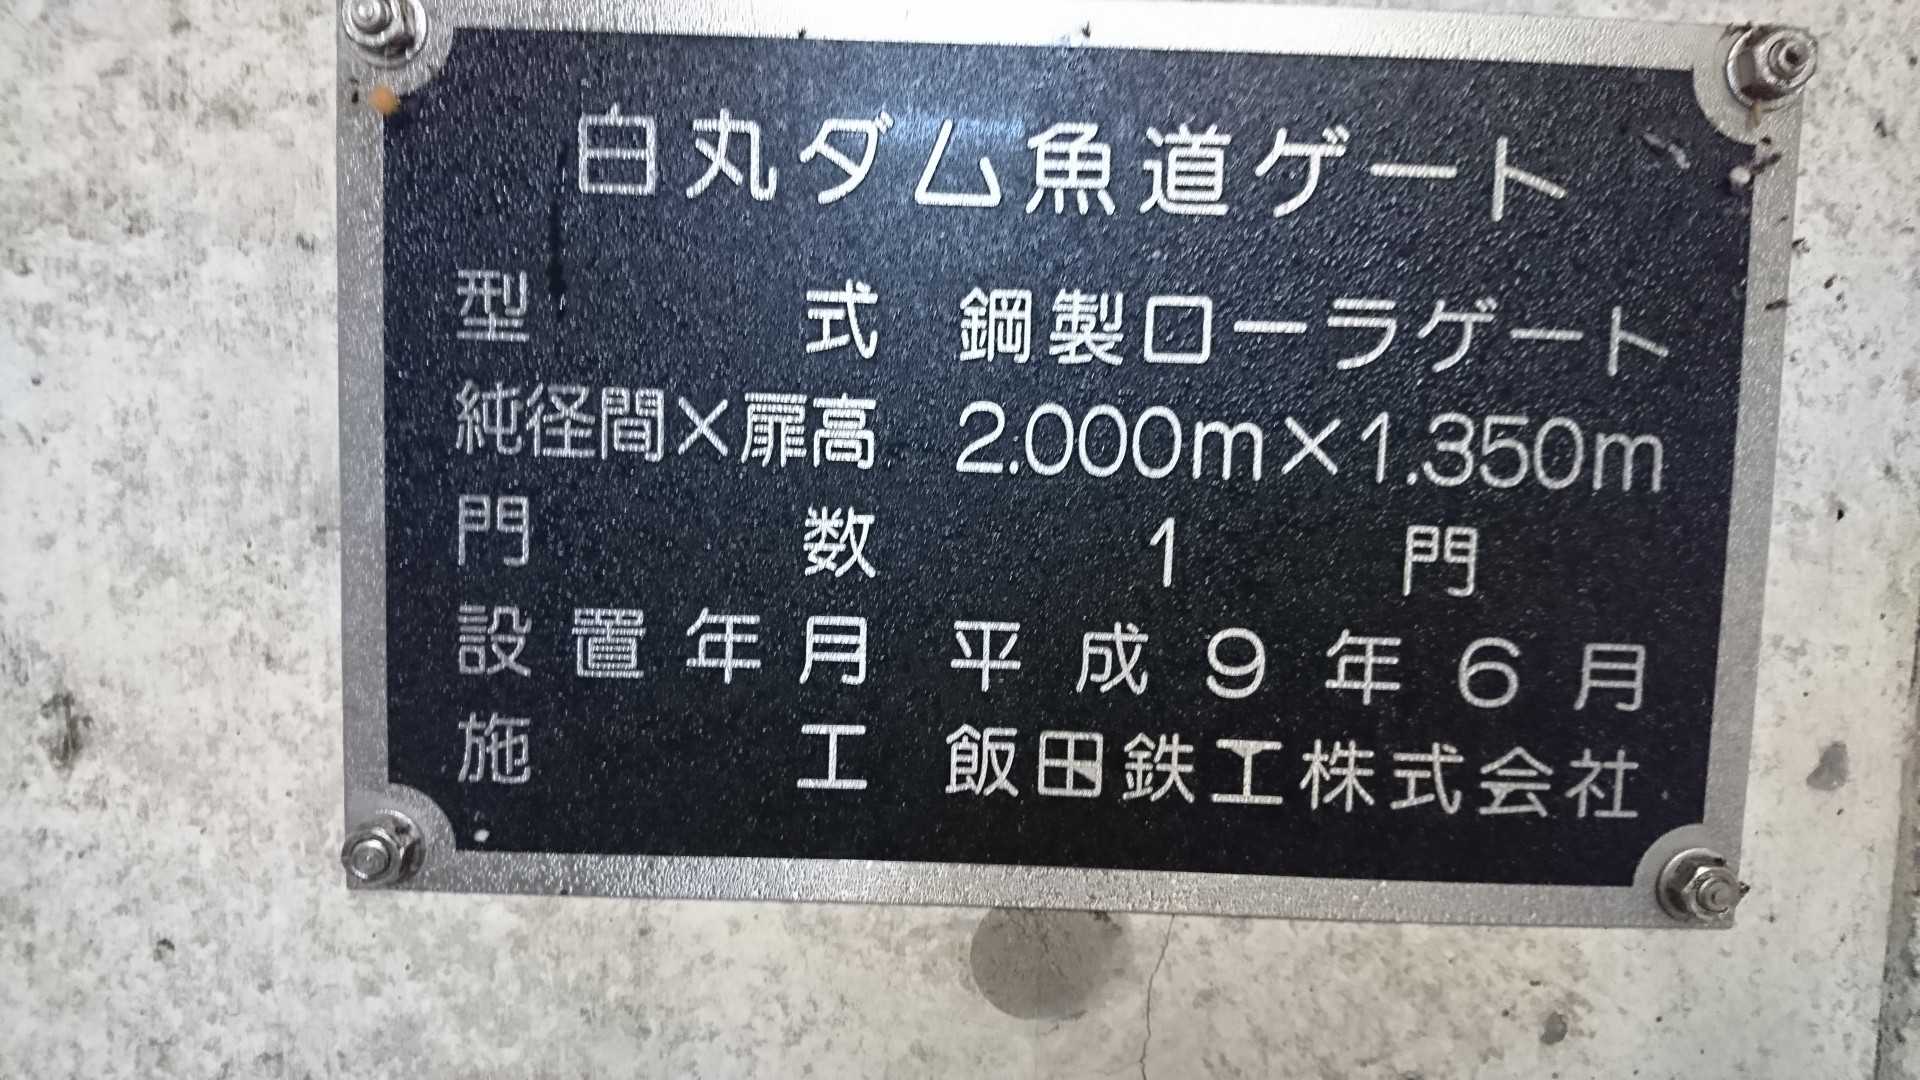 白丸ダム魚道ゲート
型式 鋼製ローラゲート
純径間×扉高 2.000m×1.350m
門数 1門
設置年月 平成9年6月
施工 飯田鉄工株式会社